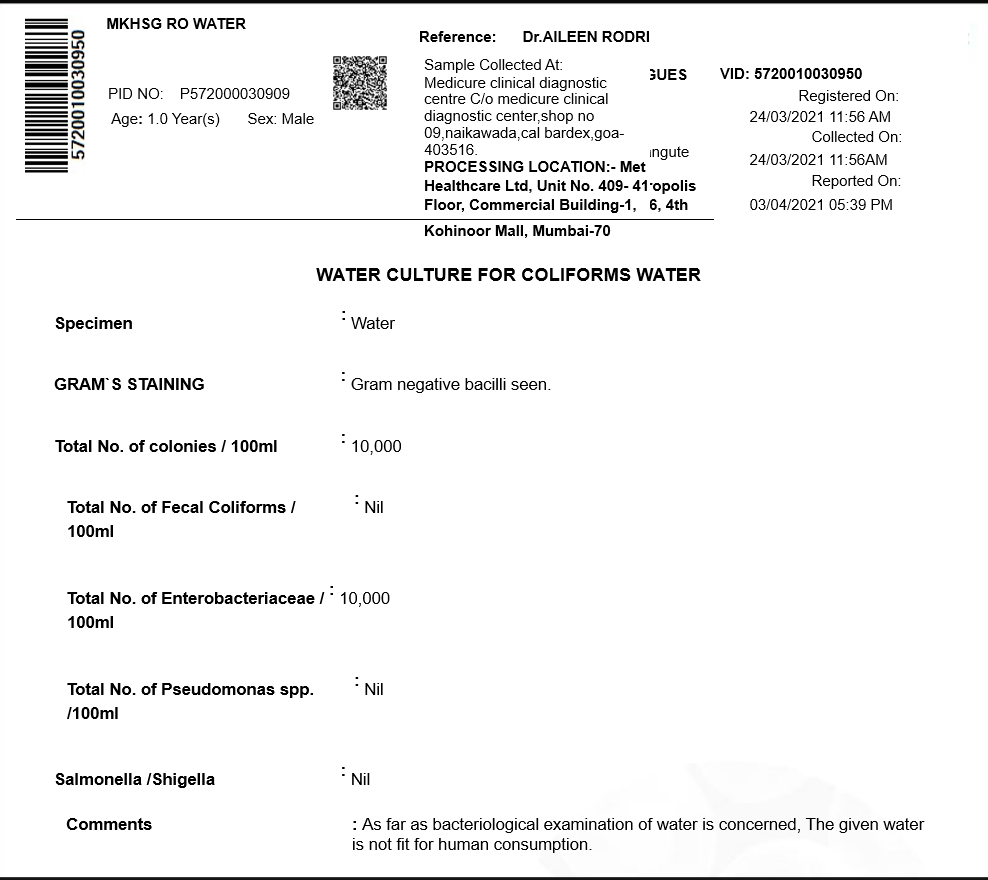 MKHSG RO WATER
5720010030950
PID NO: P572000030909
Age: 1.0 Year(s) Sex: Male
Reference: Dr.AILEEN RODRI
GUES
Sample Collected At:
Medicure clinical diagnostic
centre C/o medicure clinical
diagnostic center,shop no
09,naikawada,cal bardex,goa-
403516.
ngute
PROCESSING LOCATION:- Met
Healthcare Ltd, Unit No. 409- 41 ropolis
Floor, Commercial Building-1, 6, 4th
Kohinoor Mall, Mumbai-70
VID: 5720010030950
Registered On:
24/03/2021 11:56 AM
Collected On:
24/03/2021 11:56AM
Reported On:
03/04/2021 05:39 PM
WATER CULTURE FOR COLIFORMS WATER
Specimen : Water
GRAM`S STAINING : Gram negative bacilli seen.
Total No. of colonies / 100ml : 10,000
Total No. of Fecal Coliforms / : Nil
100ml
Total No. of Enterobacteriaceae / : 10,000
100ml
Total No. of Pseudomonas spp. : Nil
/100ml
Salmonella /Shigella : Nil
Comments : As far as bacteriological examination of water is concerned, The given water
is not fit for human consumption.